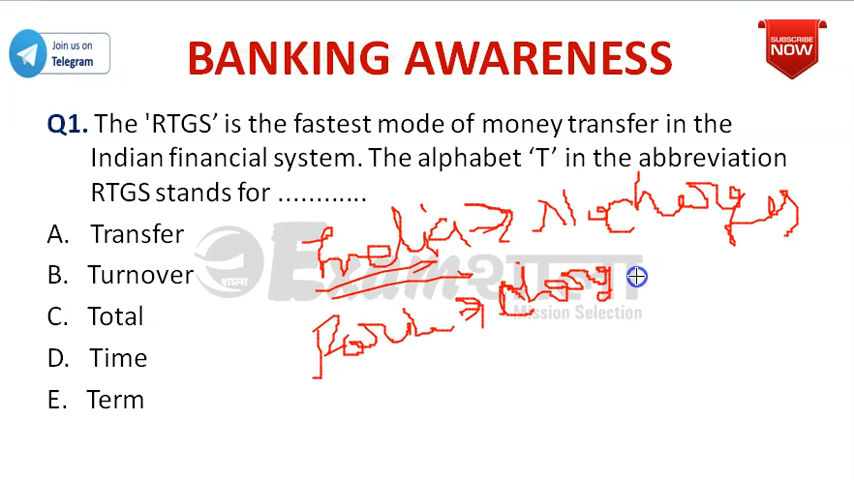 Join us on
Telegram
BANKING AWARENESS
SUBSCRIBE
NOW
Q1. The 'RTGS’ is the fastest mode of money transfer in the
Indian financial system. The alphabet ‘T’ in the abbreviation
RTGS stands for ………….
A. Transfer
B. Turnover
C. Total
D. Time
E. Term
Examशाला
शाला
Mission Selection